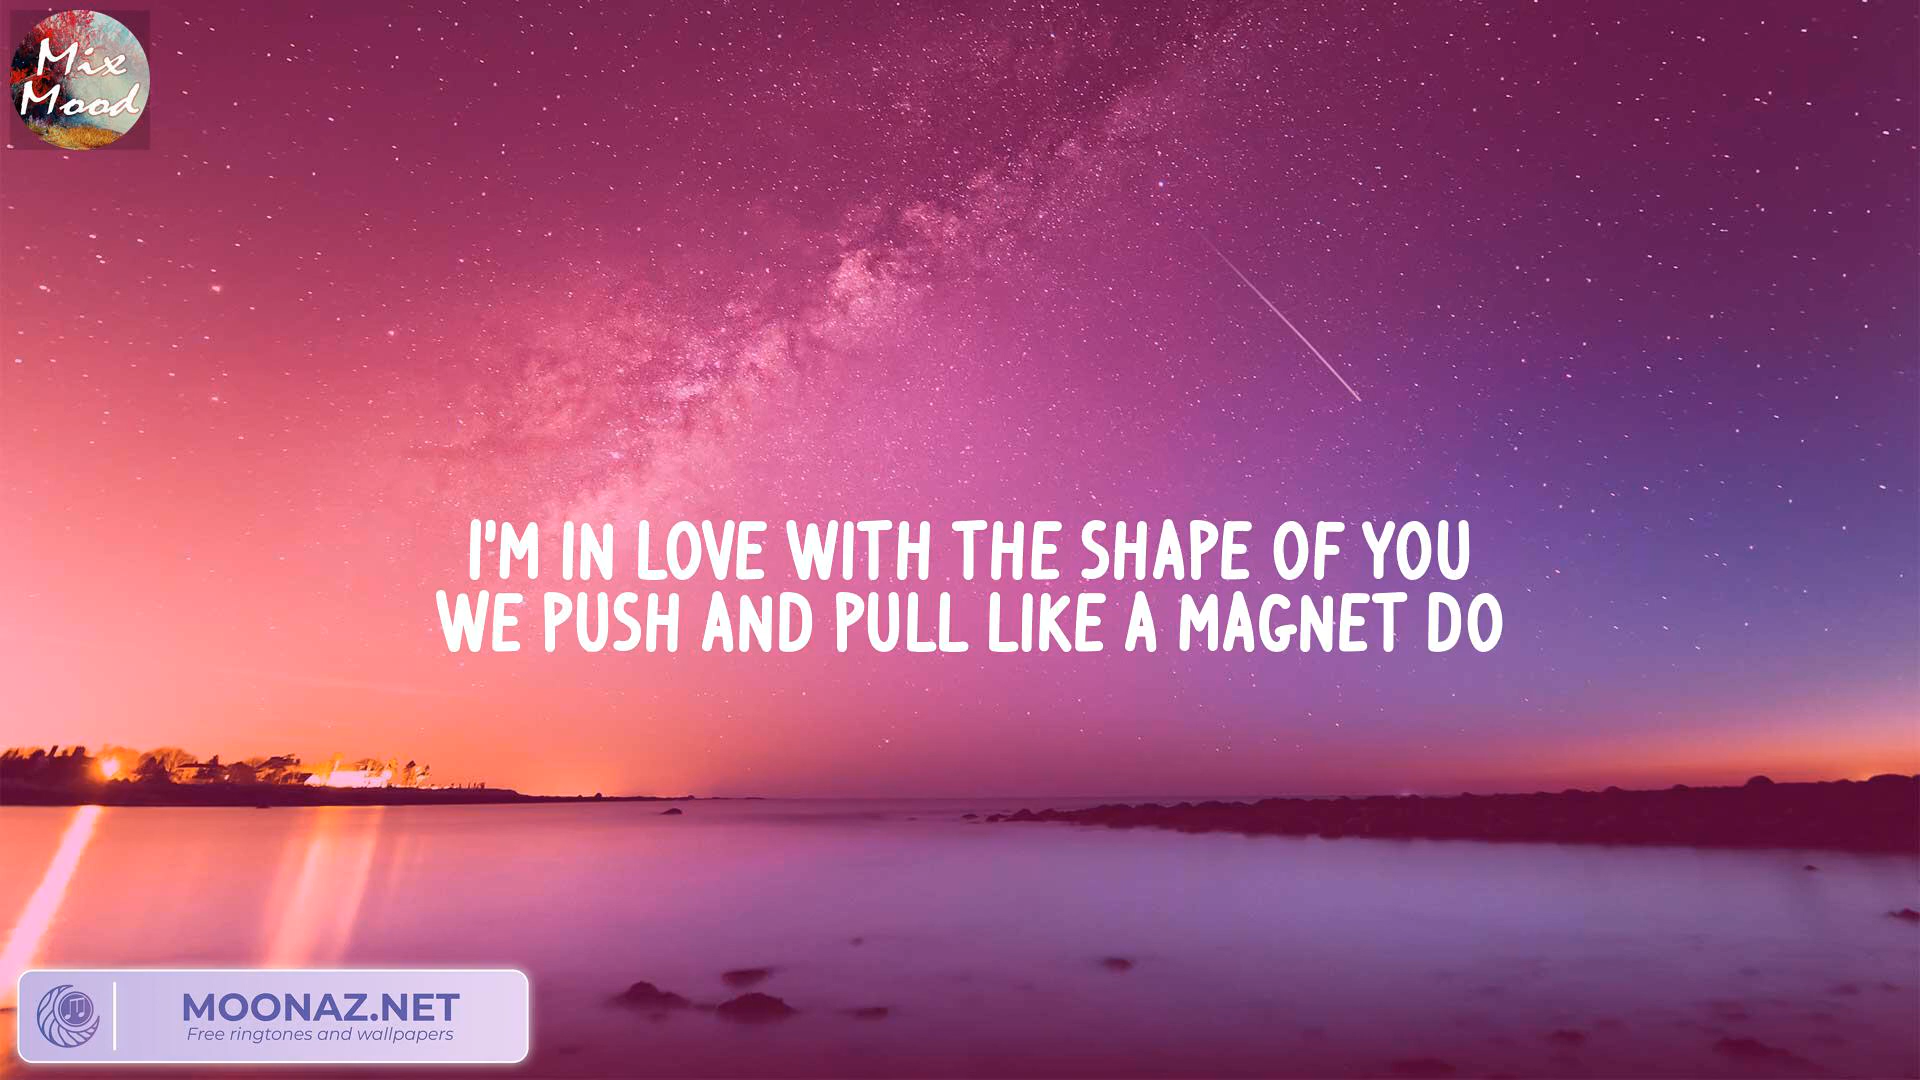 Mix
Mood
I'M IN LOVE WITH THE SHAPE OF YOU
WE PUSH AND PULL LIKE A MAGNET DO
MOONAZ.NET
Free ringtones and wallpapers